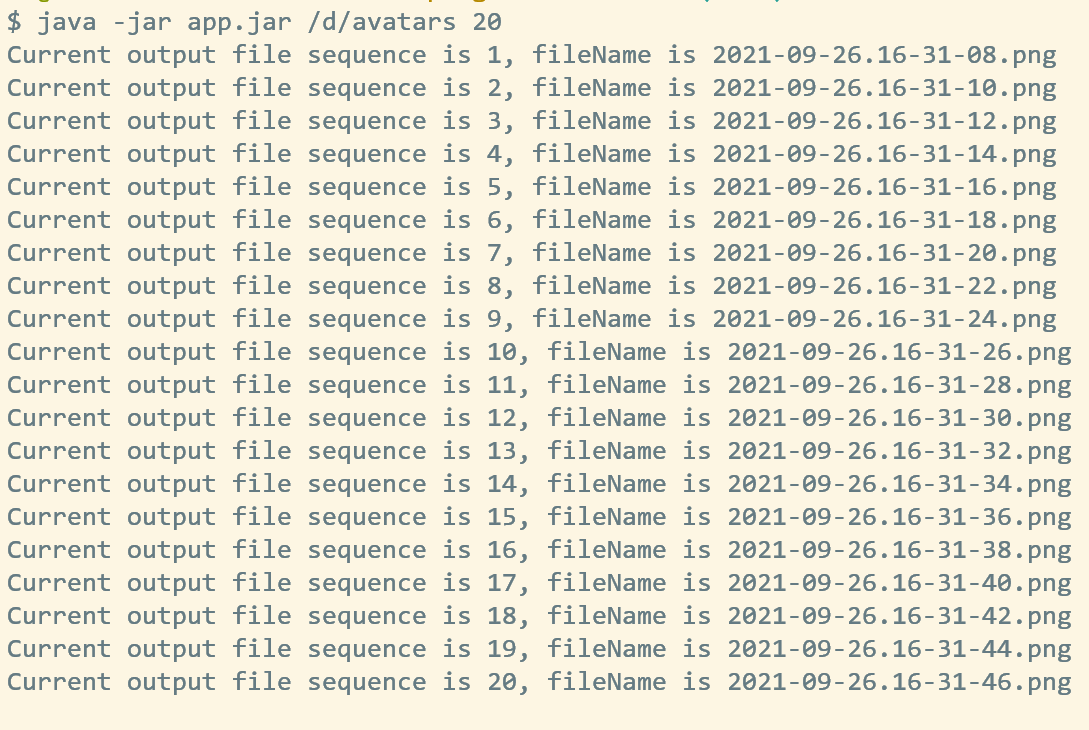 $ java -jar app.jar /d/avatars 20
Current output file sequence is 1, fileName is 2021-09-26.16-31-08.png
Current output file sequence is 2, fileName is 2021-09-26.16-31-10.png
Current output file sequence is 3, fileName is 2021-09-26.16-31-12.png
Current output file sequence is 4, fileName is 2021-09-26.16-31-14.png
Current output file sequence is 5, fileName is 2021-09-26.16-31-16.png
Current output file sequence is 6, fileName is 2021-09-26.16-31-18.png
Current output file sequence is 7, fileName is 2021-09-26.16-31-20.png
Current output file sequence is 8, fileName is 2021-09-26.16-31-22.png
Current output file sequence is 9, fileName is 2021-09-26.16-31-24.png
Current output file sequence is 10, fileName is 2021-09-26.16-31-26.png
Current output file sequence is 11, fileName is 2021-09-26.16-31-28.png
Current output file sequence is 12, fileName is 2021-09-26.16-31-30.png
Current output file sequence is 13, fileName is 2021-09-26.16-31-32.png
Current output file sequence is 14, fileName is 2021-09-26.16-31-34.png
Current output file sequence is 15, fileName is 2021-09-26.16-31-36.png
Current output file sequence is 16, fileName is 2021-09-26.16-31-38.png
Current output file sequence is 17, fileName is 2021-09-26.16-31-40.png
Current output file sequence is 18, fileName is 2021-09-26.16-31-42.png
Current output file sequence is 19, fileName is 2021-09-26.16-31-44.png
Current output file sequence is 20, fileName is 2021-09-26.16-31-46.png